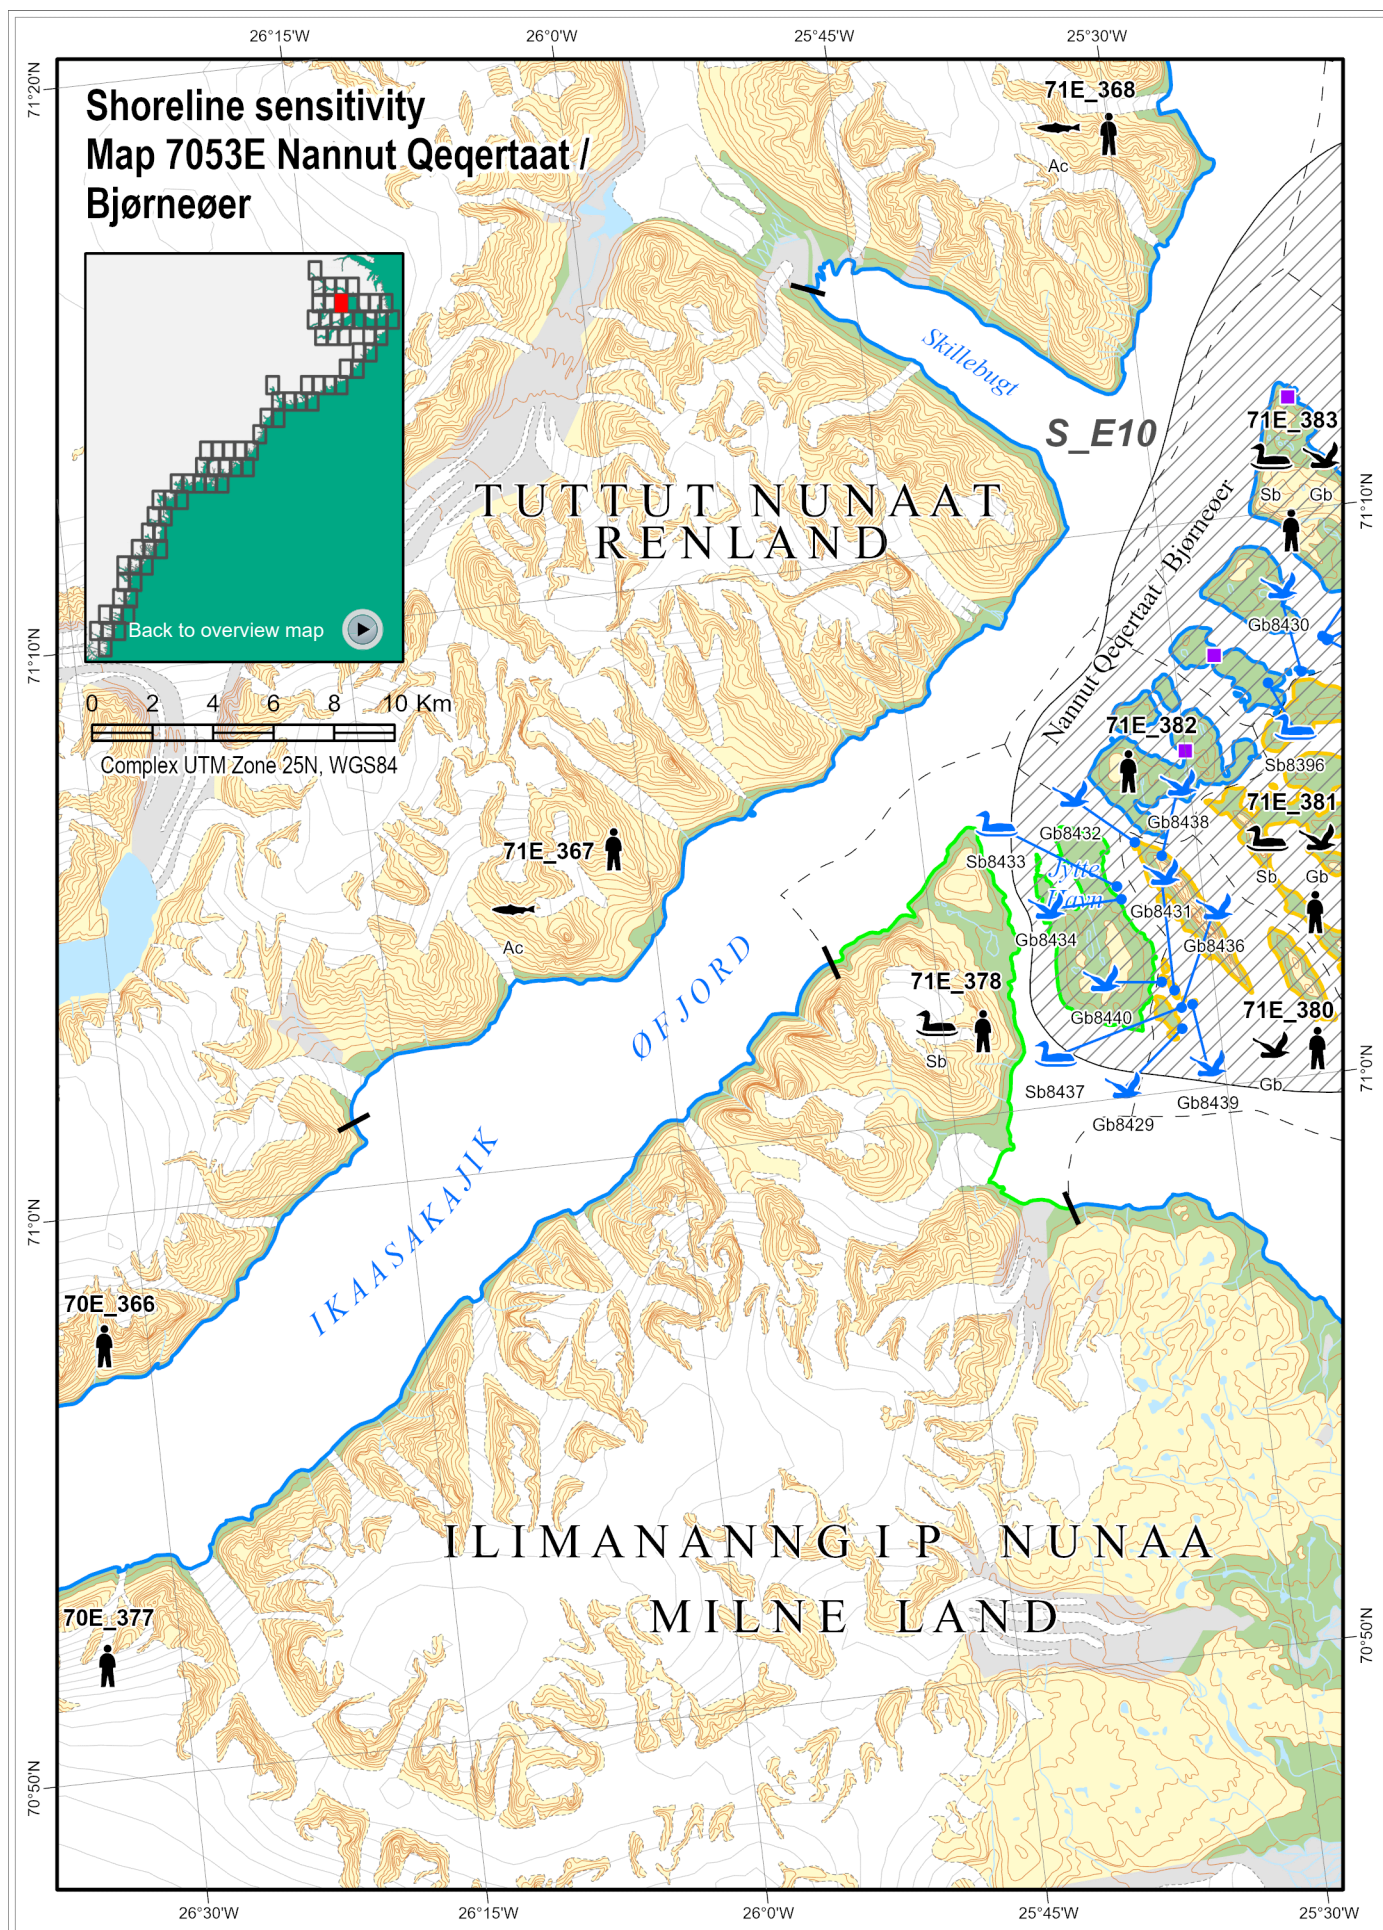 26°15'W 26°0'W 25°45'W 25°30'W
71°20'N
Shoreline sensitivity
Map 7053E Nannut Qeqertaat /
Bjørneøer
71E_368
Ac
Back to overview map
0 2 4 6 8 10 Km
Complex UTM Zone 25N, WGS84
Skillebugt
S_E10
71E_383
Sb Gb
71°10'N
TUTTUT NUNAAT
RENLAND
Nannut Qeqertaat / Bjørneøer
Gb8430
71°10'N
71E_382
Sb8396
71E_381
Gb8438
Gb8432
Sb8433
71E_367
Jytte
Havn
Sb Gb
Gb8431
Gb8434
Gb8436
Ac
ØFJORD
71E_378
Sb
71E_380
Gb8440
Gb
Sb8437
Gb8439
Gb8429
71°0'N
IKAASAKAJIK
71°0'N
70E_366
ILIMANANNGIP NUNAA
MILNE LAND
70E_377
70°50'N
70°50'N
26°30'W 26°15'W 26°0'W 25°45'W 25°30'W